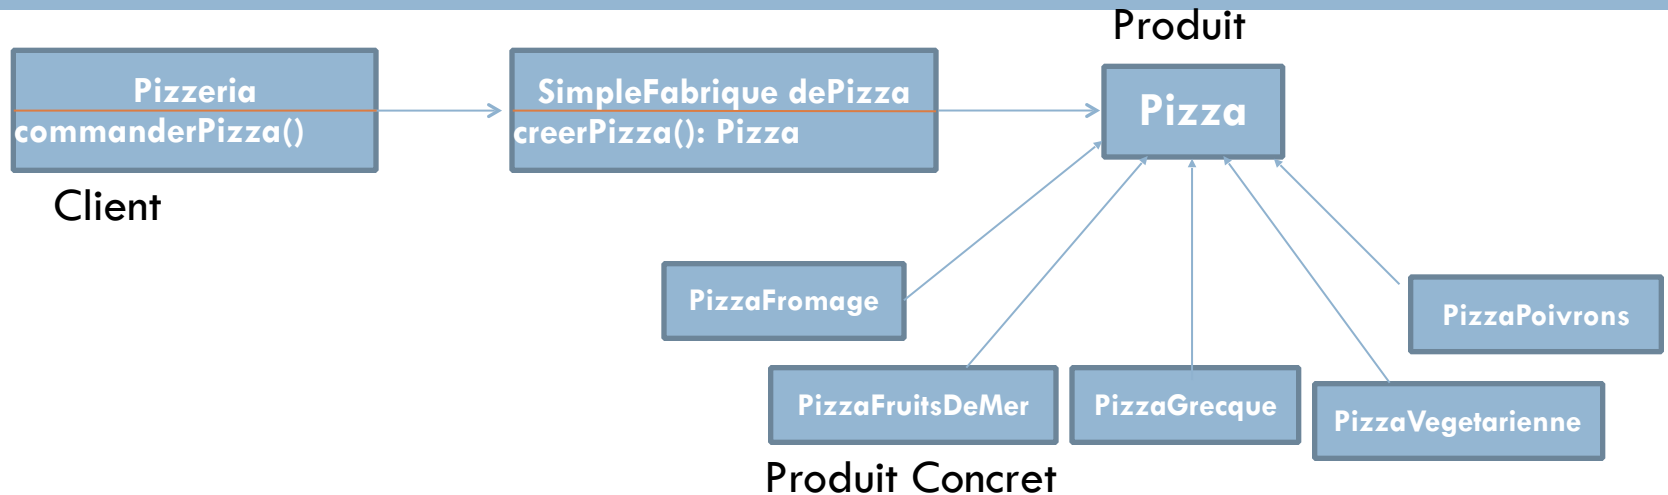 Produit
Pizzeria
commanderPizza()
SimpleFabrique dePizza
creerPizza(): Pizza
Pizza
Client
PizzaFromage
PizzaPoivrons
PizzaFruitsDeMer
PizzaGrecque
PizzaVegetarienne
Produit Concret